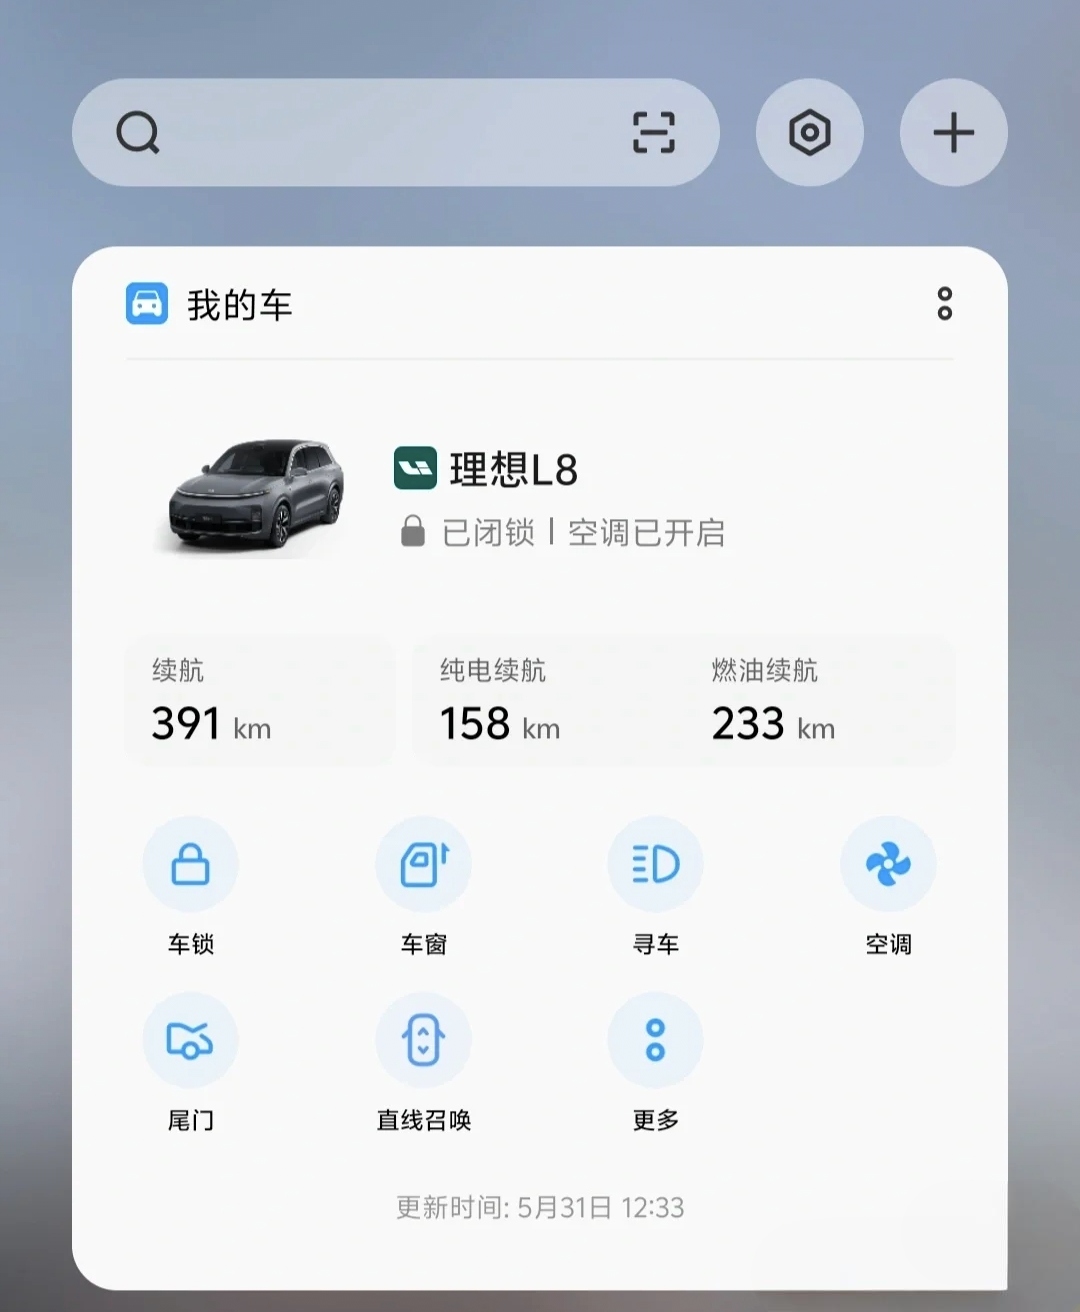 我的车
理想L8
已闭锁 | 空调已开启
续航 纯电续航 燃油续航
391 km 158 km 233 km
车锁 车窗 寻车 空调
尾门 直线召唤 更多
更新时间: 5月31日 12:33